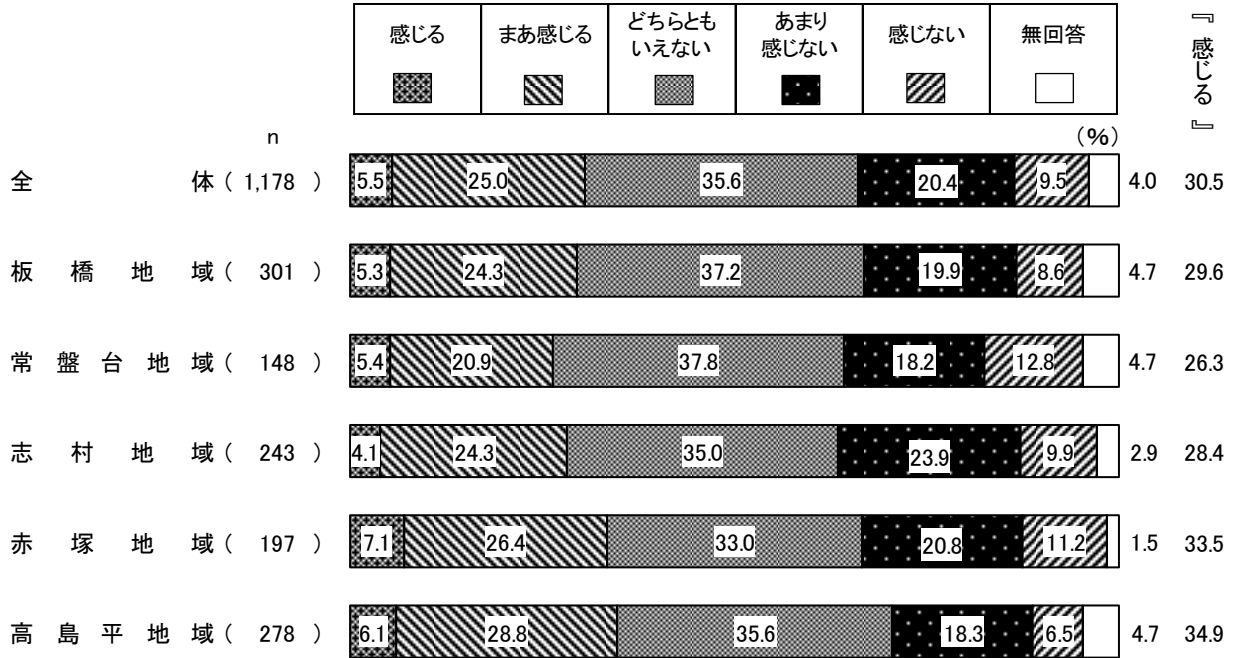 感じる まあ感じる どちらとも いえない あまり 感じない 感じない 無回答
『感じる』
n
(%)
全体 ( 1,178 ) 5.5 25.0 35.6 20.4 9.5 4.0 30.5
板橋地域 ( 301 ) 5.3 24.3 37.2 19.9 8.6 4.7 29.6
常盤台地域 ( 148 ) 5.4 20.9 37.8 18.2 12.8 4.7 26.3
志村地域 ( 243 ) 4.1 24.3 35.0 23.9 9.9 2.9 28.4
赤塚地域 ( 197 ) 7.1 26.4 33.0 20.8 11.2 1.5 33.5
高島平地域 ( 278 ) 6.1 28.8 35.6 18.3 6.5 4.7 34.9